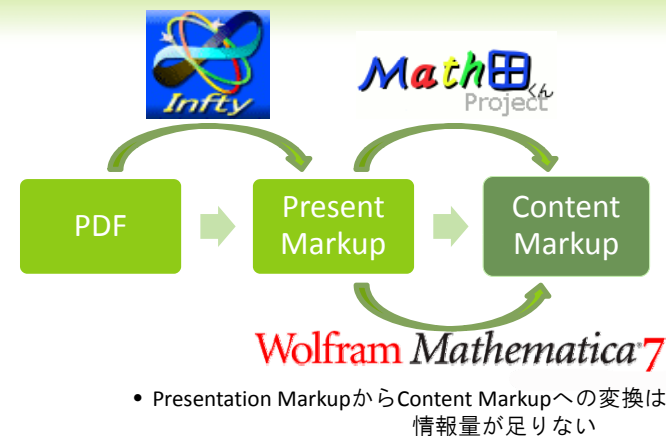 Infty
Math田くん
Project
PDF
Present
Markup
Content
Markup
Wolfram Mathematica 7
• Presentation MarkupからContent Markupへの変換は
情報量が足りない